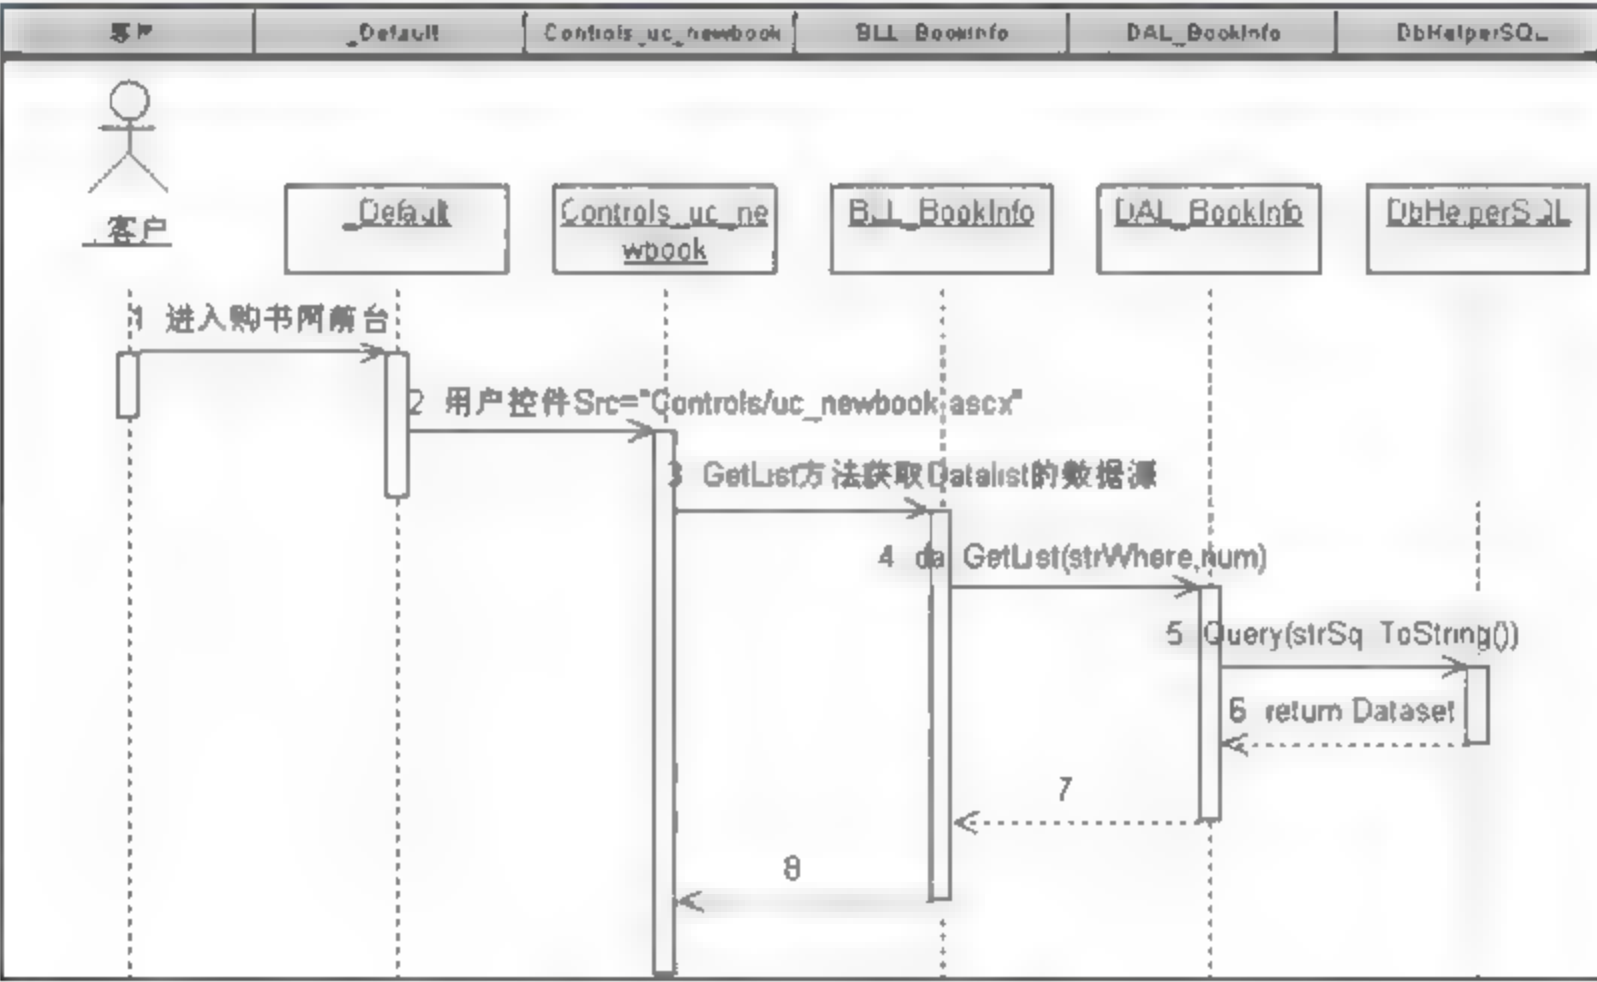 客户 _Default Controls_uc_newbook BLL_BookInfo DAL_BookInfo DbHelperSQL
客户
_Default
Controls_uc_ne
wbook
BLL_BookInfo
DAL_BookInfo
DbHelperSQL
1 进入购书网前台
2 用户控件Src="Controls/uc_newbook.ascx"
3 GetList方法获取Datalist的数据源
4 dal GetList(strWhere,num)
5 Query(strSql ToString())
6 return Dataset
7
8